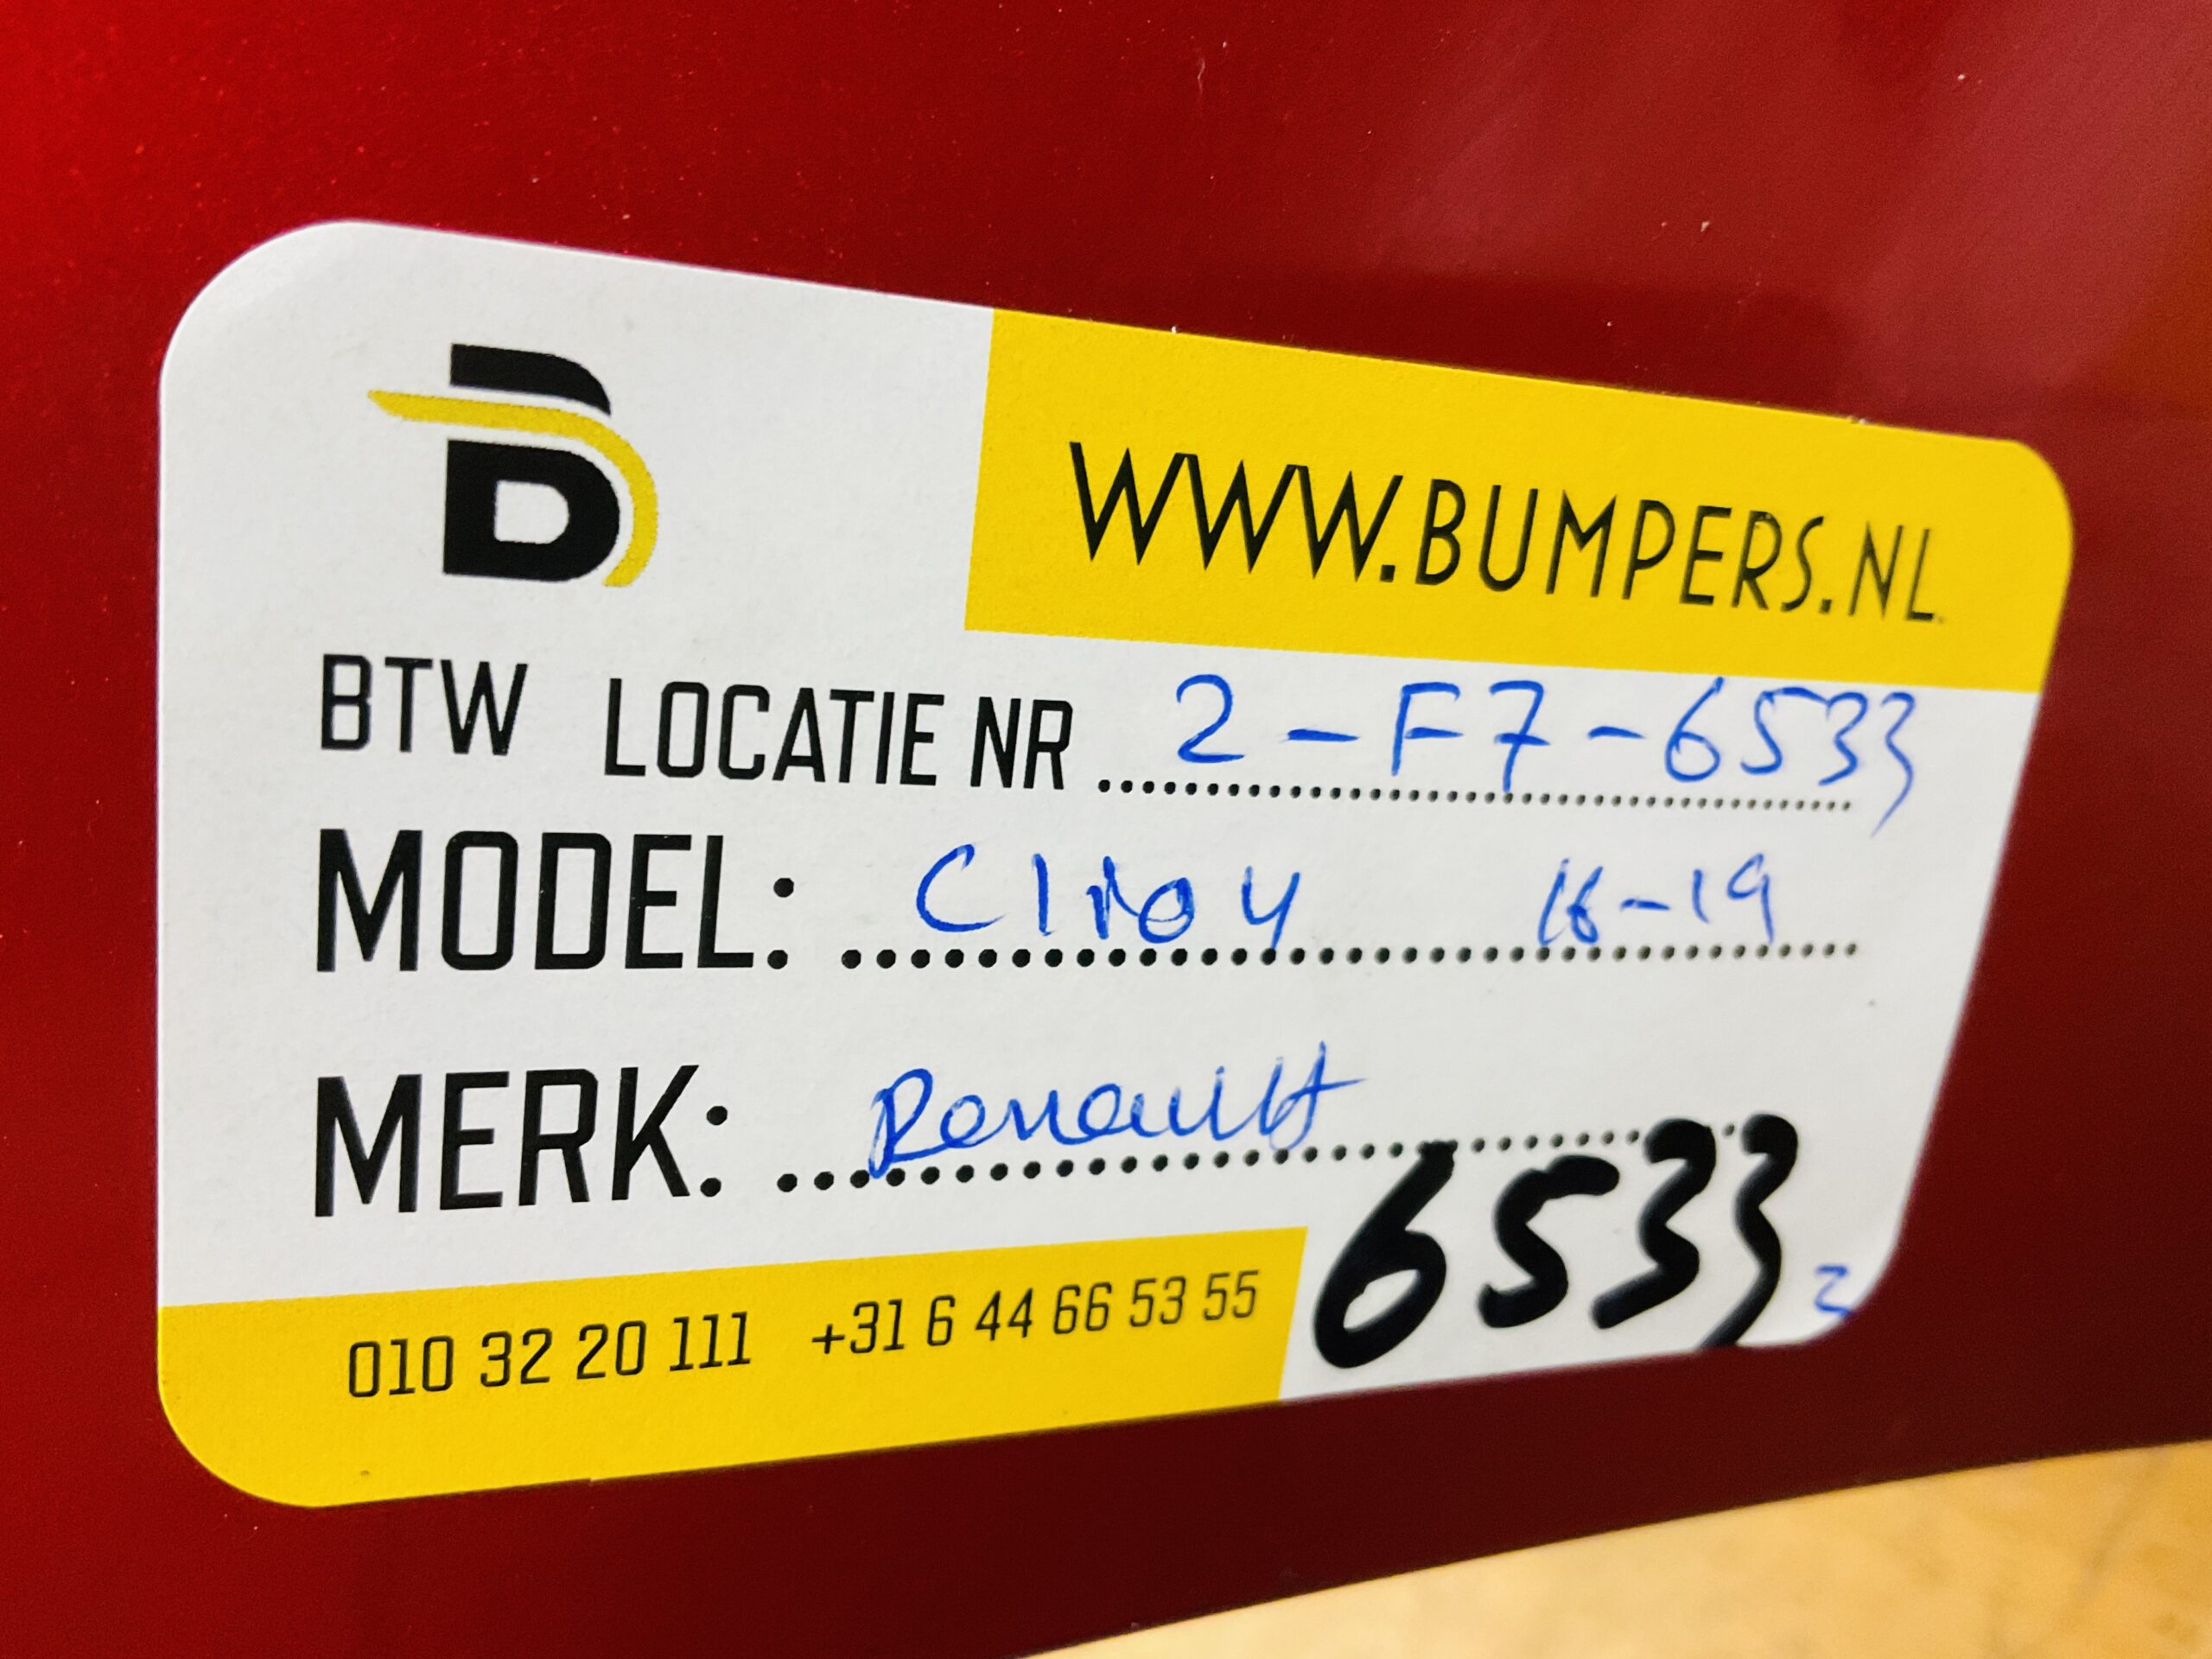 B
WWW.BUMPERS.NL
BTW LOCATIE NR 2-F7-6533
MODEL: Clio 4 16-19
MERK: Renault
6533
2
010 32 20 111 +31 6 44 66 53 55